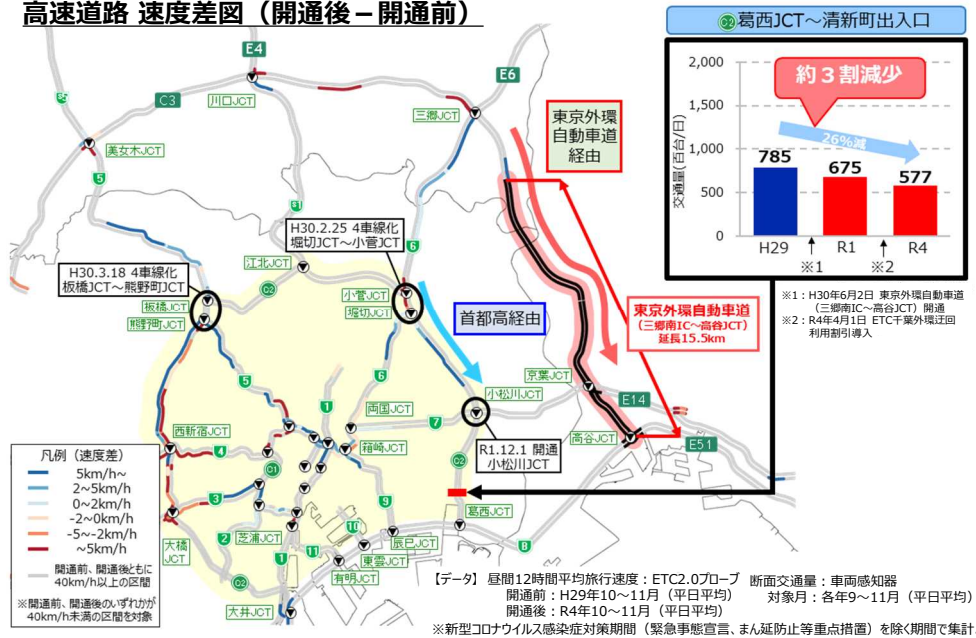 高速道路 速度差図（開通後－開通前）
C2 葛西JCT～清新町出入口
2,000
1,500
1,000
500
0
交通量(百台/日)
約３割減少
26%減
785
675
577
H29
R1
R4
※1
※2
※1：H30年6月2日 東京外環自動車道
（三郷南IC～高谷JCT）開通
※2：R4年4月1日 ETC千葉外環迂回
利用割引導入
E4
E6
C3
川口JCT
三郷JCT
美女木JCT
5
S5
S1
東京外環
自動車道
経由
H30.2.25 4車線化
堀切JCT～小菅JCT
6
江北JCT
C2
H30.3.18 4車線化
板橋JCT～熊野町JCT
板橋JCT
熊野町JCT
小菅JCT
堀切JCT
首都高経由
東京外環自動車道
（三郷南IC～高谷JCT）
延長15.5km
京葉JCT
小松川JCT
E14
高谷JCT
E51
R1.12.1 開通
小松川JCT
5
6
1
両国JCT
7
西新宿JCT
4
箱崎JCT
C1
C2
3
9
葛西JCT
大橋
JCT
2
芝浦JCT
10
辰巳JCT
B
1
11
東雲JCT
有明JCT
C2
大井JCT
凡例（速度差）
5km/h～
2～5km/h
0～2km/h
-2～0km/h
-5～-2km/h
～5km/h
開通前、開通後ともに
40km/h以上の区間
※開通前、開通後のいずれかが
40km/h未満の区間を対象
【データ】 昼間12時間平均旅行速度：ETC2.0プローブ 断面交通量：車両感知器
開通前：H29年10～11月（平日平均） 対象月：各年9～11月（平日平均）
開通後：R4年10～11月（平日平均）
※新型コロナウイルス感染症対策期間（緊急事態宣言、まん延防止等重点措置）を除く期間で集計